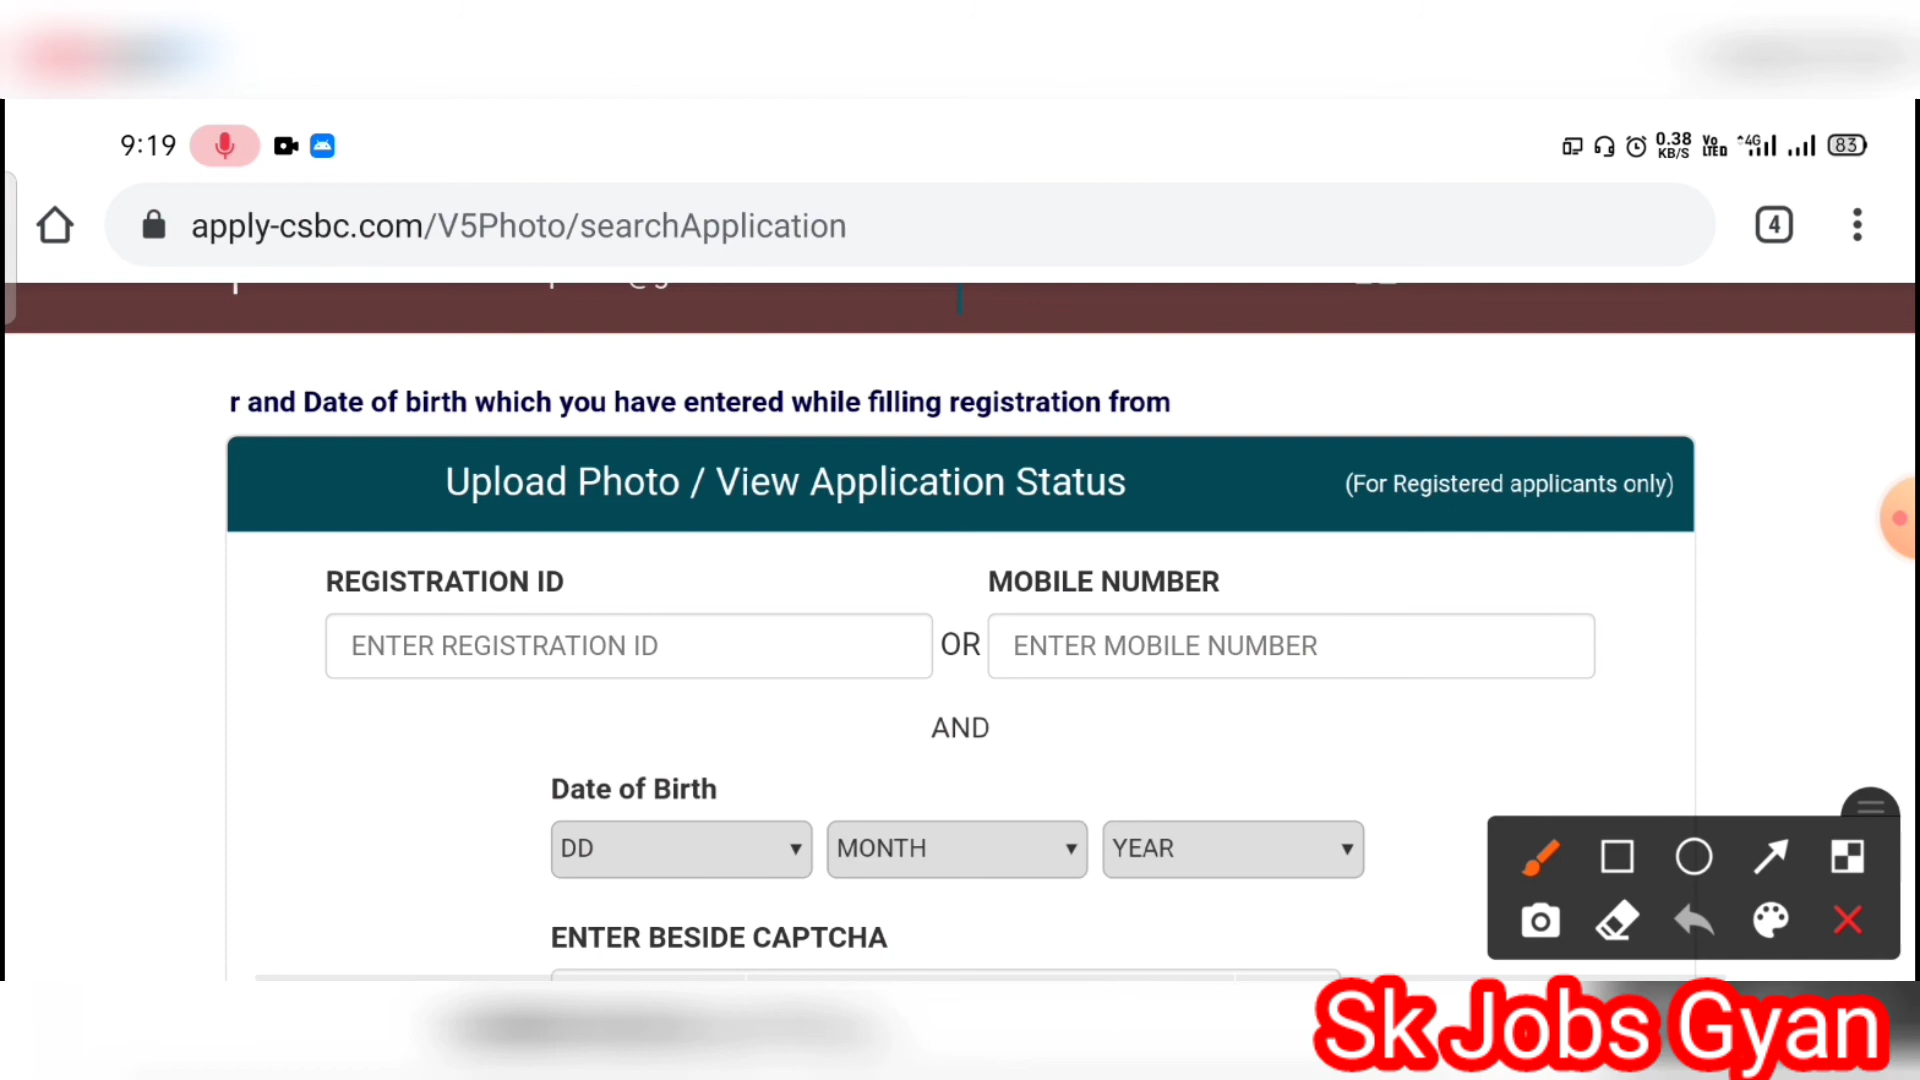 9:19
0.38 KB/S Vo LTE 4G 83
apply-csbc.com/V5Photo/searchApplication
4
r and Date of birth which you have entered while filling registration from
Upload Photo / View Application Status (For Registered applicants only)
REGISTRATION ID MOBILE NUMBER
ENTER REGISTRATION ID OR ENTER MOBILE NUMBER
AND
Date of Birth
DD MONTH YEAR
ENTER BESIDE CAPTCHA
Sk Jobs Gyan